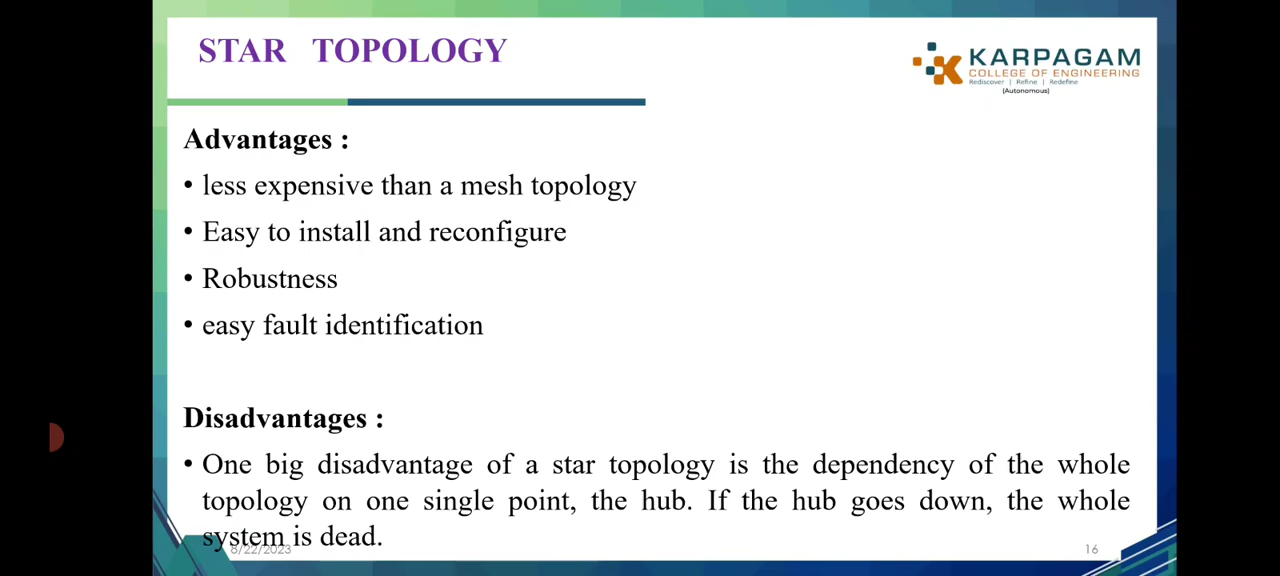 STAR TOPOLOGY
KARPAGAM
COLLEGE OF ENGINEERING
Rediscover | Refine | Redefine
(Autonomous)
Advantages :
• less expensive than a mesh topology
• Easy to install and reconfigure
• Robustness
• easy fault identification
Disadvantages :
• One big disadvantage of a star topology is the dependency of the whole
topology on one single point, the hub. If the hub goes down, the whole
system is dead.
8/22/2023
16